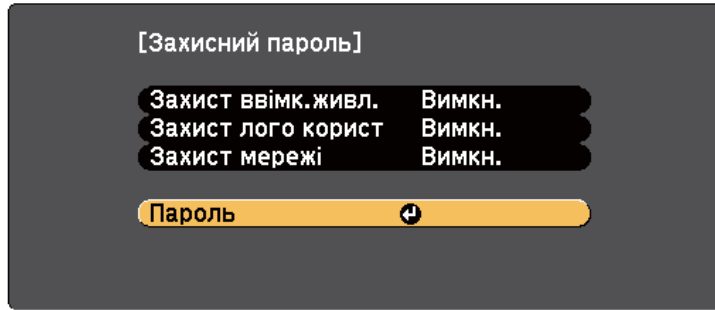 [Захисний пароль]
Захист ввімк.живл. Вимкн.
Захист лого корист Вимкн.
Захист мережі Вимкн.
Пароль